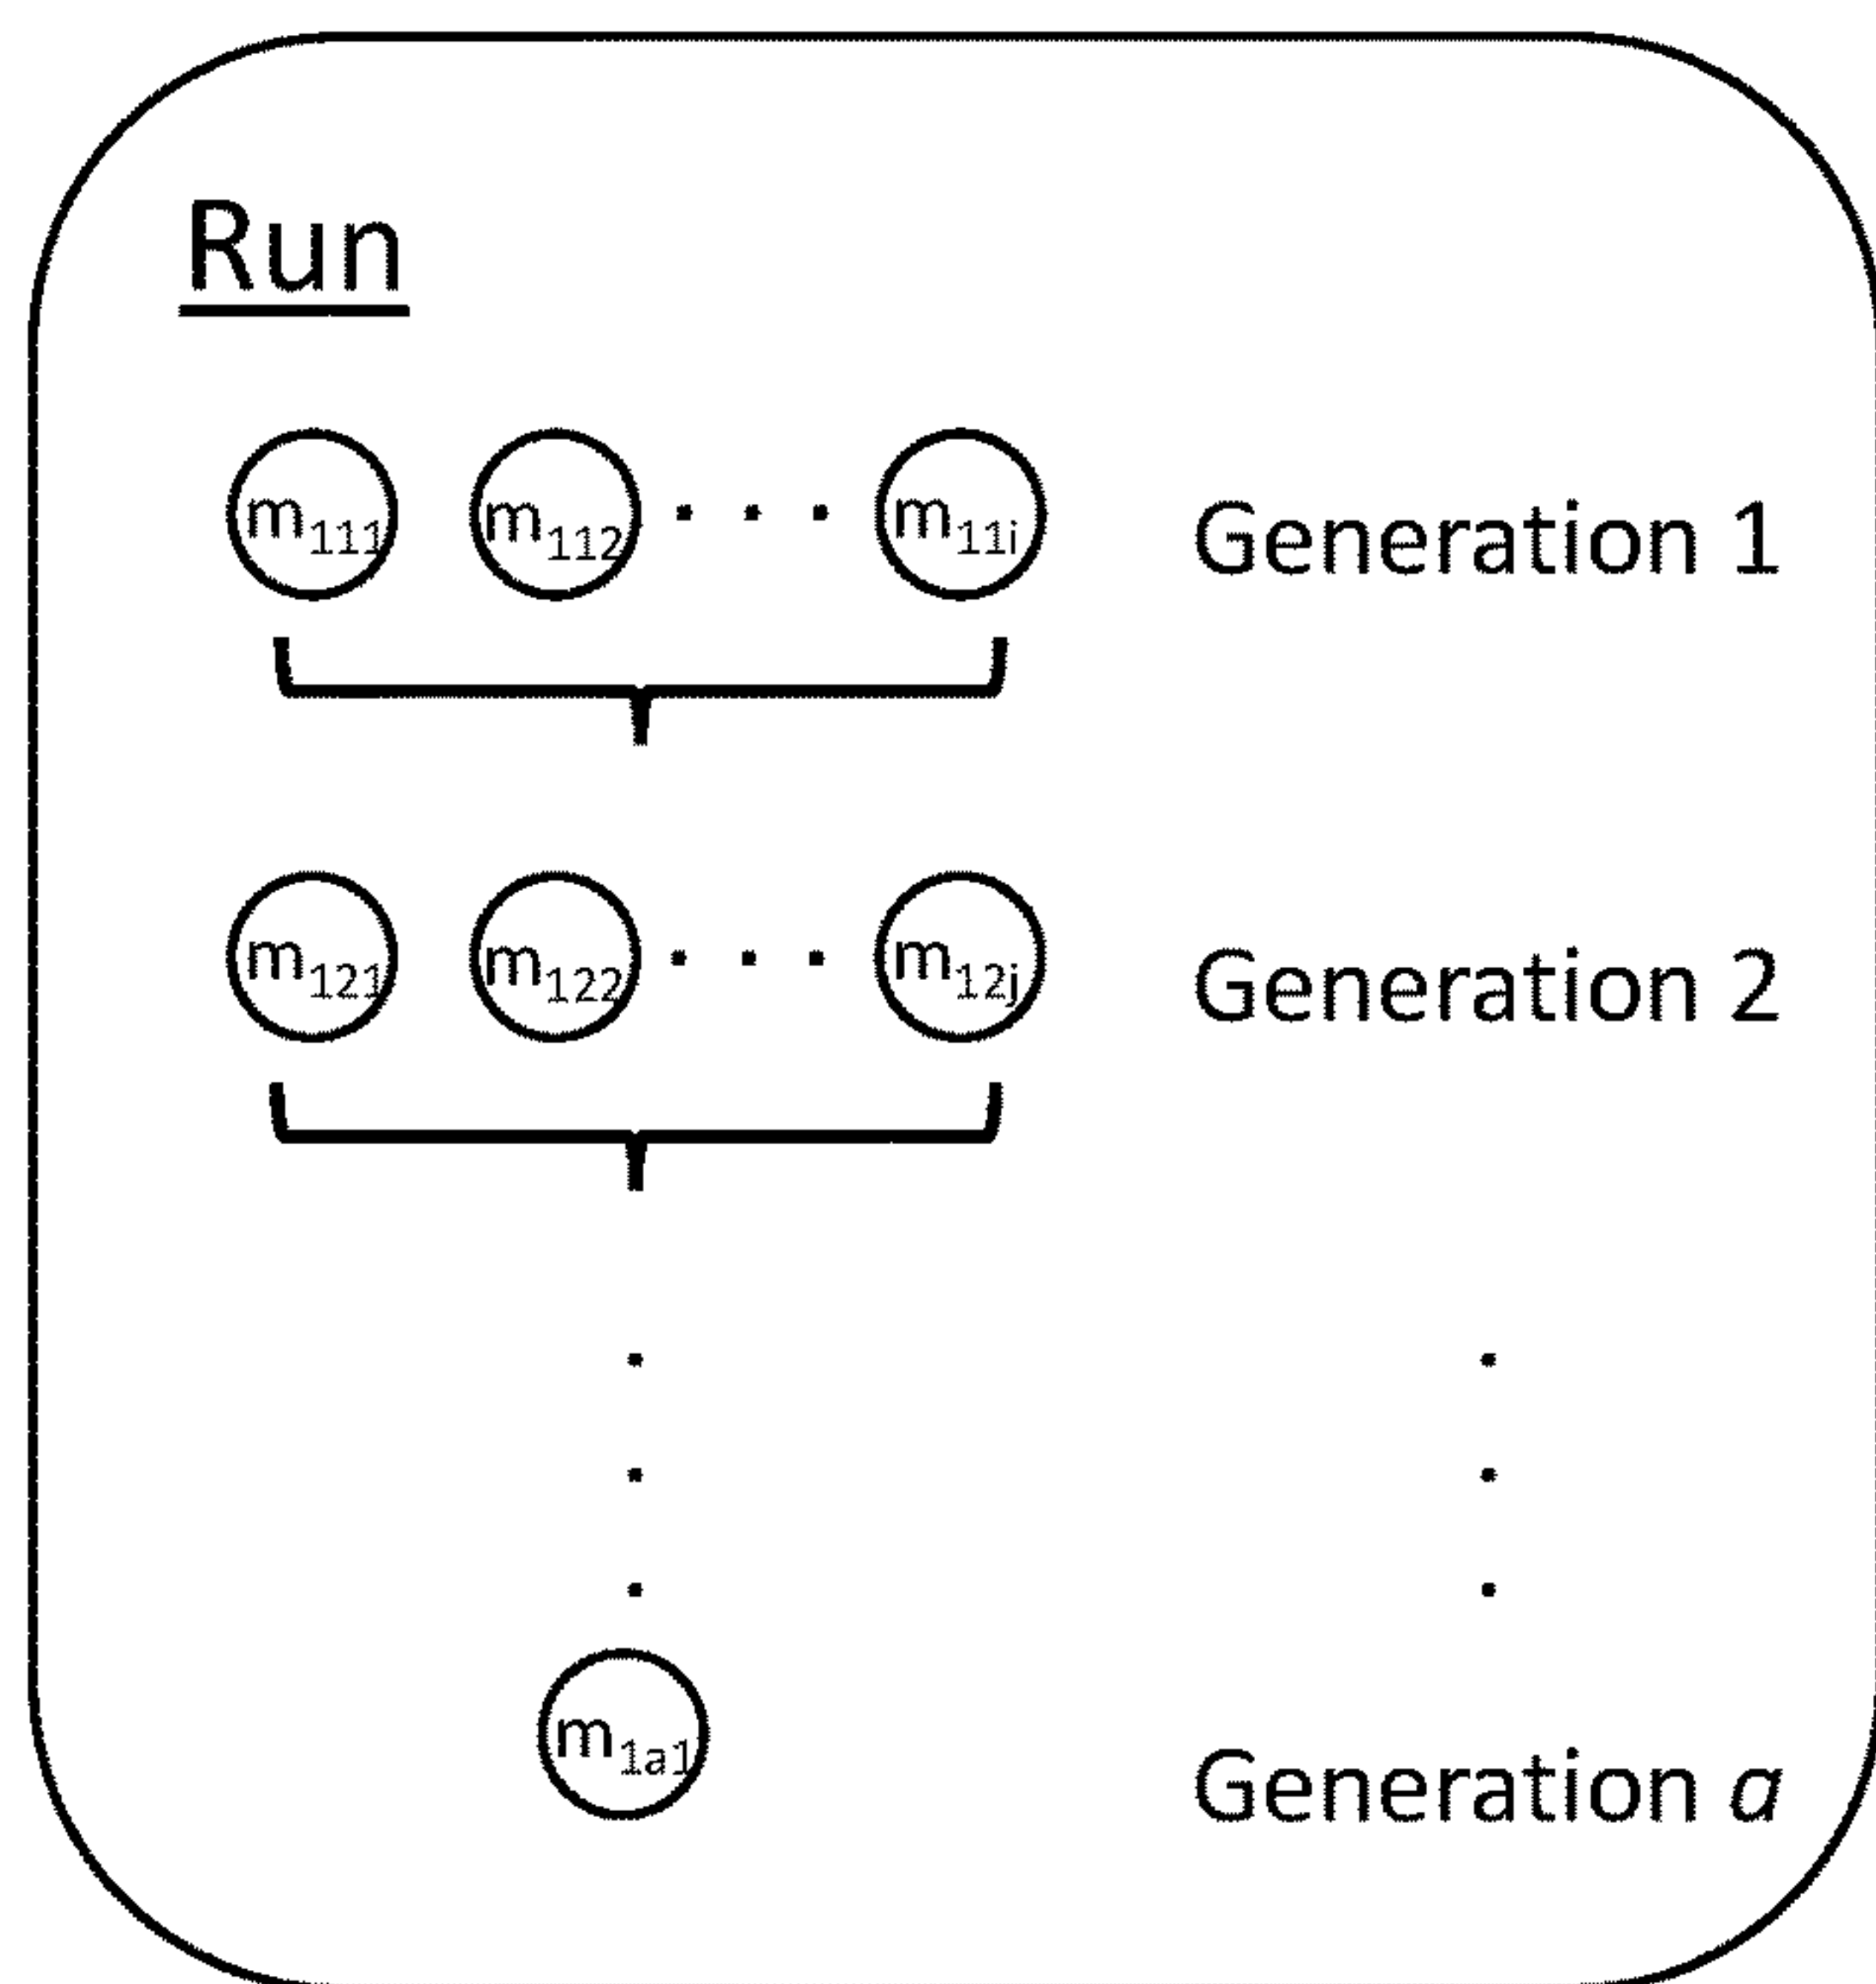 Run
m₁₁₁ m₁₁₂ . . . m₁₁ᵢ Generation 1
m₁₂₁ m₁₂₂ . . . m₁₂ⱼ Generation 2
m₁ₐ₁ Generation a